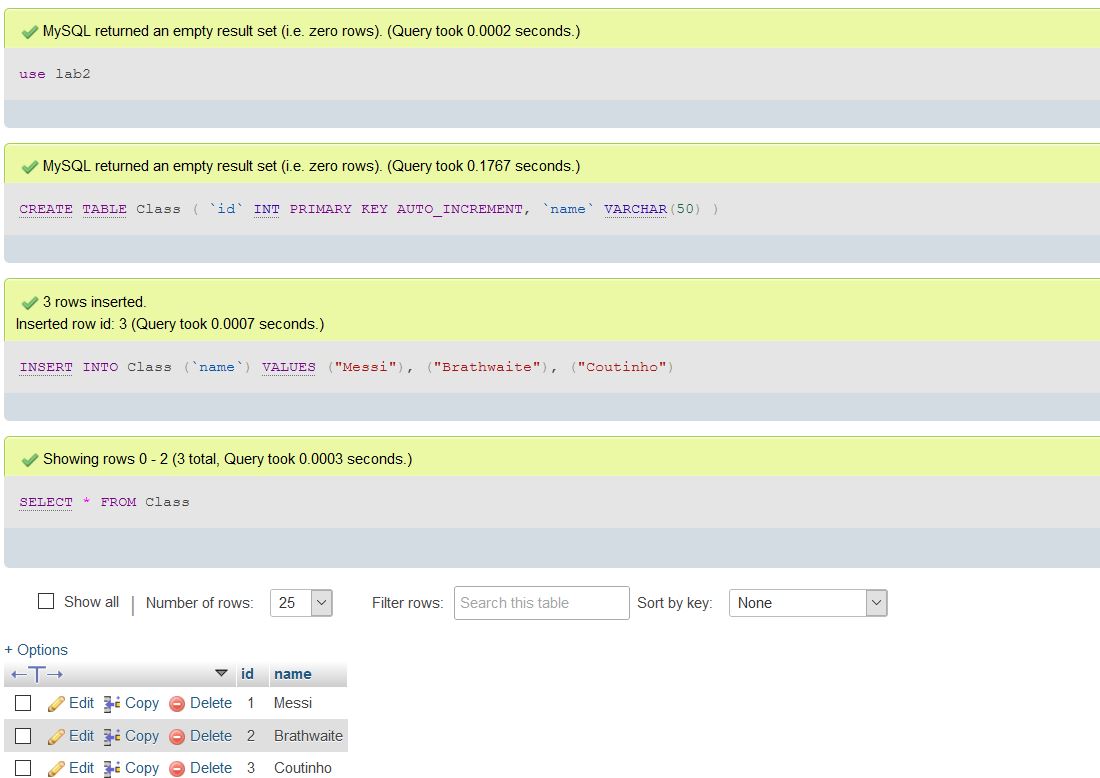 MySQL returned an empty result set (i.e. zero rows). (Query took 0.0002 seconds.)
use lab2
MySQL returned an empty result set (i.e. zero rows). (Query took 0.1767 seconds.)
CREATE TABLE Class ( `id` INT PRIMARY KEY AUTO_INCREMENT, `name` VARCHAR(50) )
3 rows inserted.
Inserted row id: 3 (Query took 0.0007 seconds.)
INSERT INTO Class (`name`) VALUES ("Messi"), ("Brathwaite"), ("Coutinho")
Showing rows 0 - 2 (3 total, Query took 0.0003 seconds.)
SELECT * FROM Class
Show all | Number of rows: 25 Filter rows: Search this table Sort by key: None
+ Options
←T→ id name
Edit Copy Delete 1 Messi
Edit Copy Delete 2 Brathwaite
Edit Copy Delete 3 Coutinho